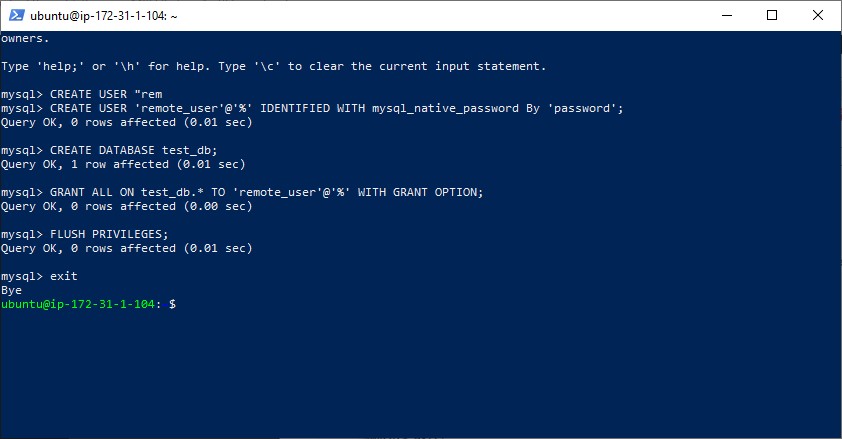 ubuntu@ip-172-31-1-104: ~
owners.
Type 'help;' or '\h' for help. Type '\c' to clear the current input statement.
mysql> CREATE USER "rem
mysql> CREATE USER 'remote_user'@'%' IDENTIFIED WITH mysql_native_password By 'password';
Query OK, 0 rows affected (0.01 sec)
mysql> CREATE DATABASE test_db;
Query OK, 1 row affected (0.01 sec)
mysql> GRANT ALL ON test_db.* TO 'remote_user'@'%' WITH GRANT OPTION;
Query OK, 0 rows affected (0.00 sec)
mysql> FLUSH PRIVILEGES;
Query OK, 0 rows affected (0.01 sec)
mysql> exit
Bye
ubuntu@ip-172-31-1-104: $